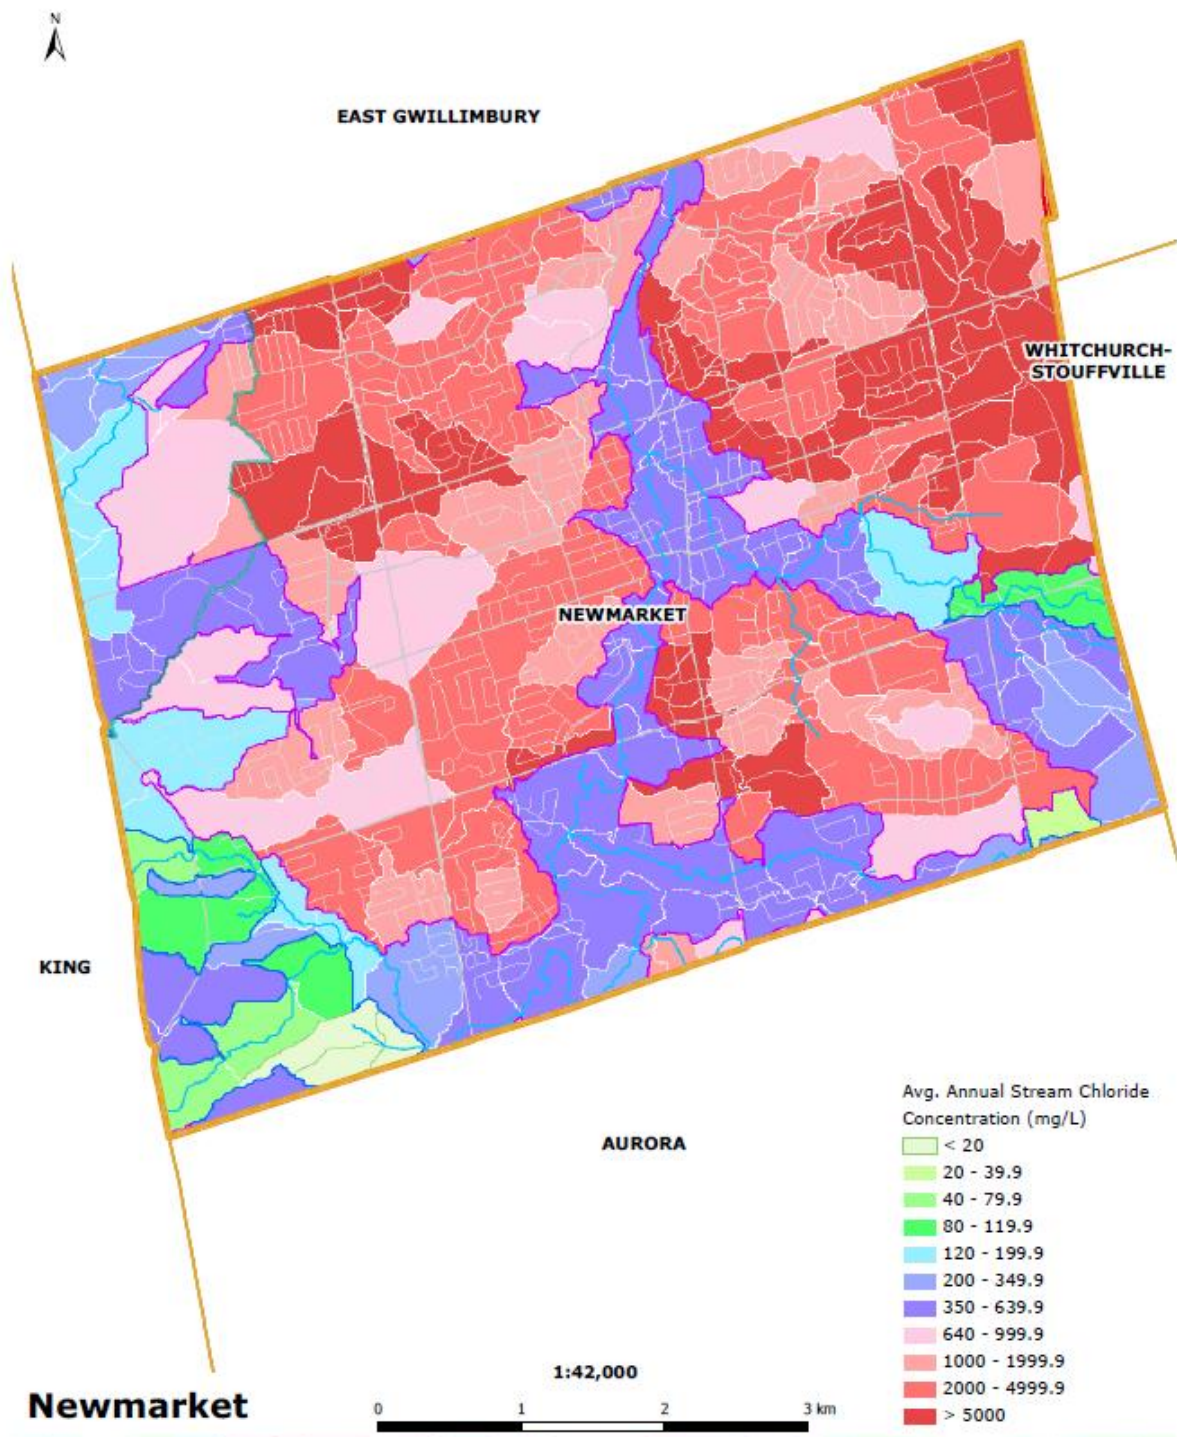 N
EAST GWILLIMBURY
WHITCHURCH-
STOUFFVILLE
NEWMARKET
KING
AURORA
Avg. Annual Stream Chloride
Concentration (mg/L)
< 20
20 - 39.9
40 - 79.9
80 - 119.9
120 - 199.9
200 - 349.9
350 - 639.9
640 - 999.9
1000 - 1999.9
2000 - 4999.9
> 5000
1:42,000
Newmarket
0 1 2 3 km